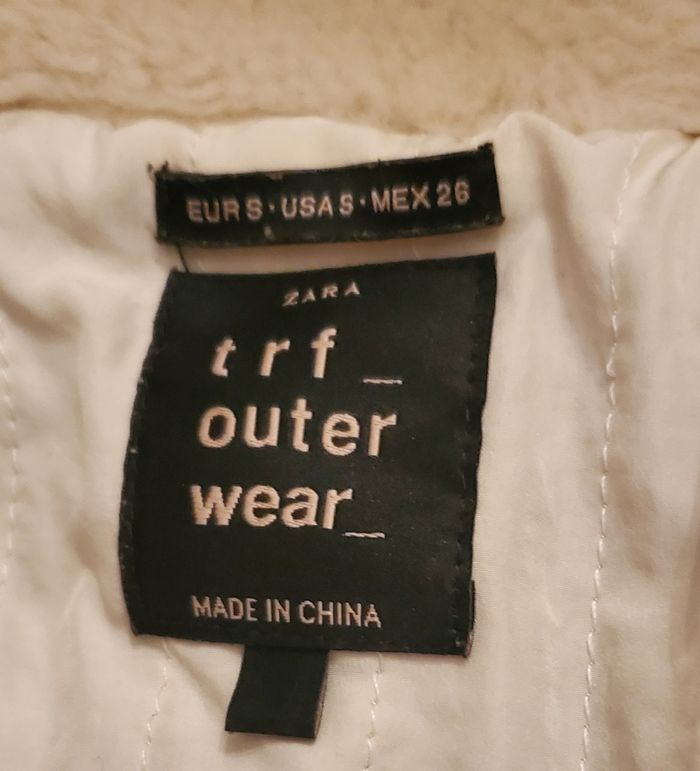 EUR S · USA S · MEX 26
ZARA
trf_
outer
wear_
MADE IN CHINA